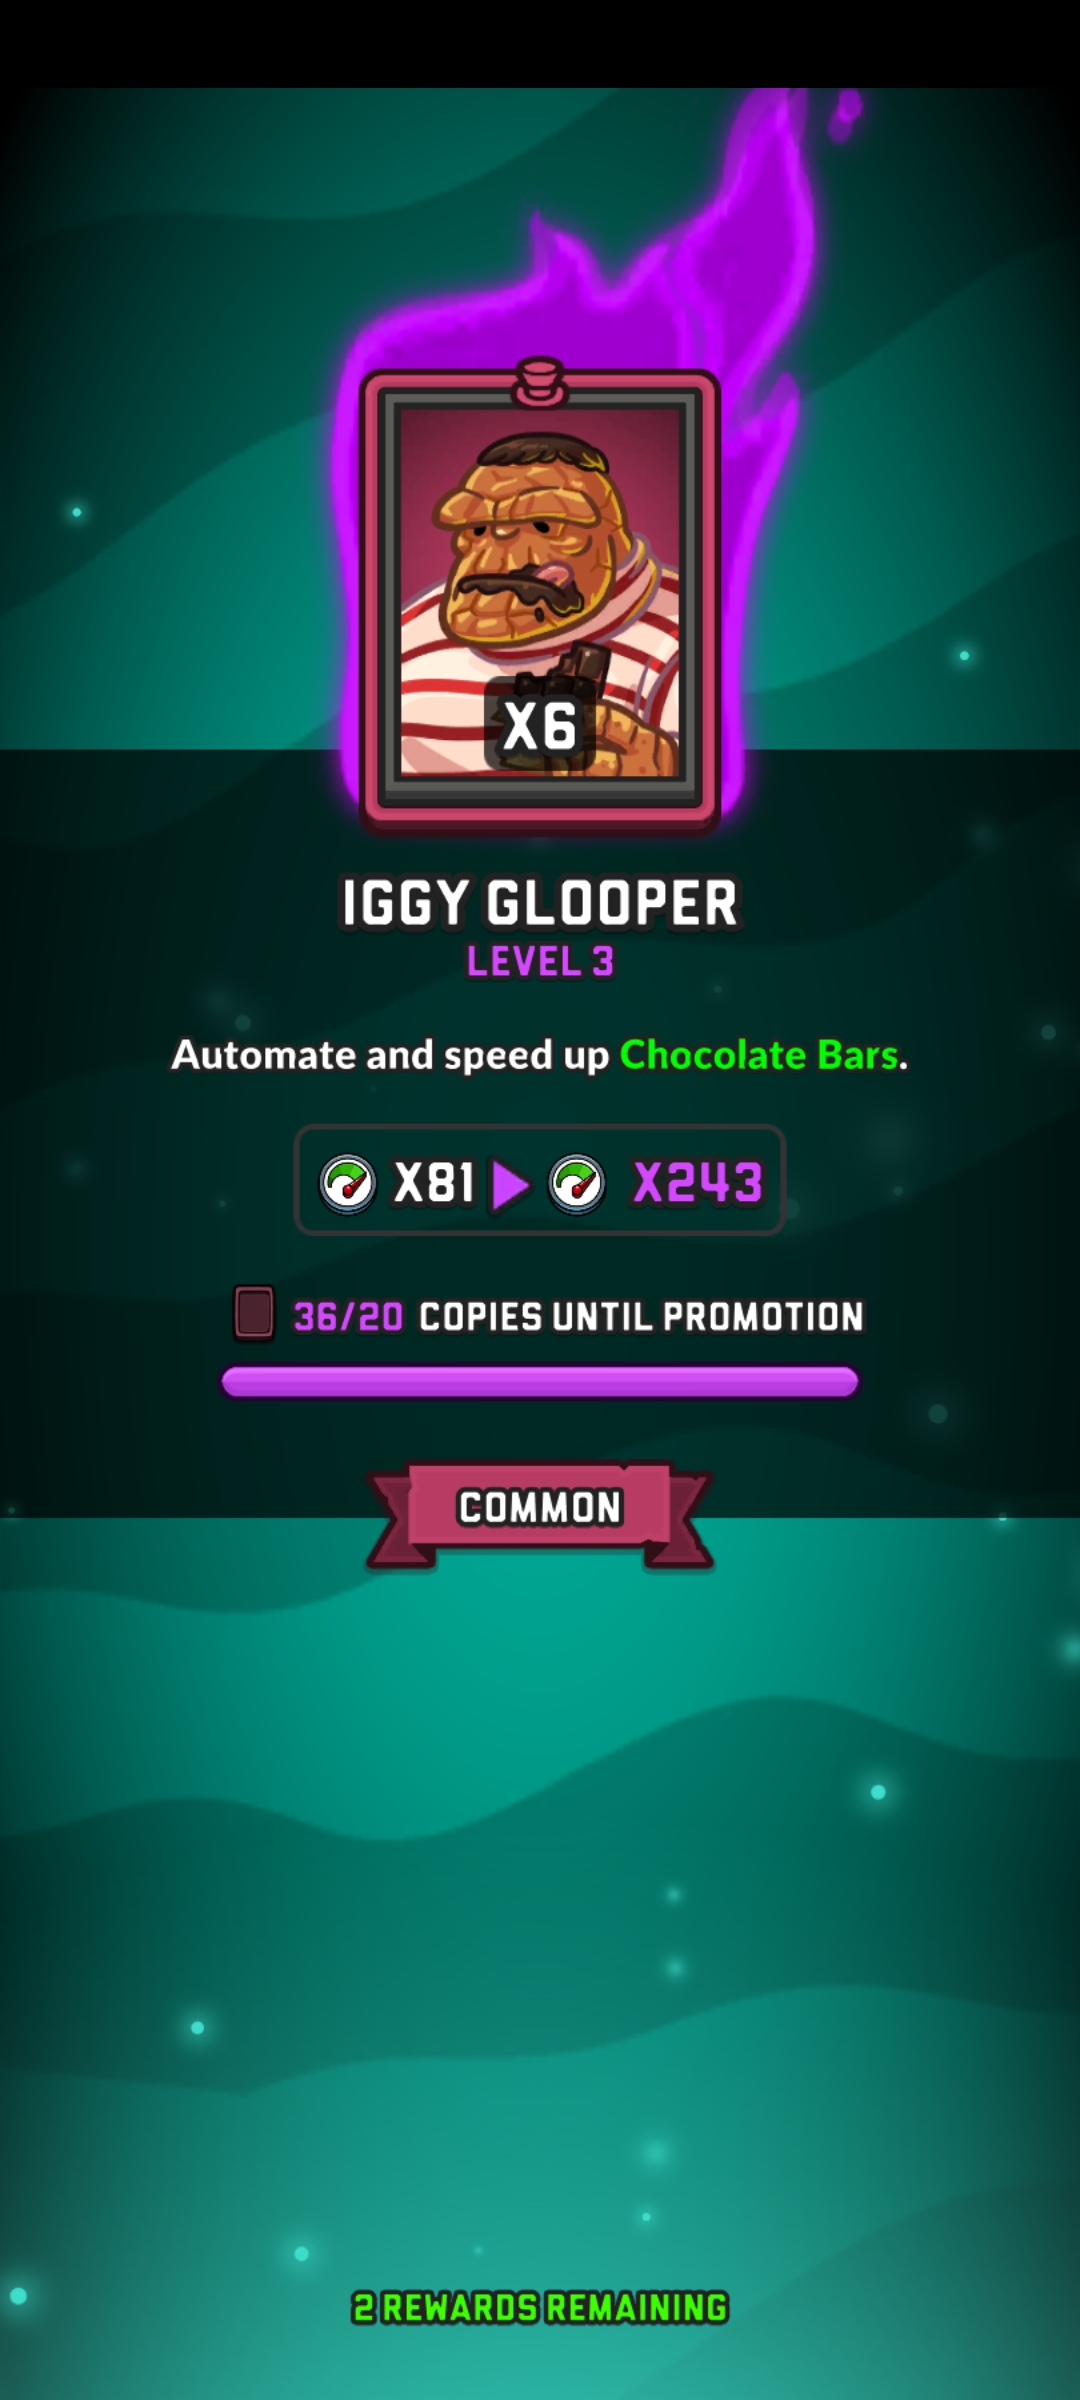 X6
IGGY GLOOPER
LEVEL 3
Automate and speed up Chocolate Bars.
X81 X243
36/20 COPIES UNTIL PROMOTION
COMMON
2 REWARDS REMAINING